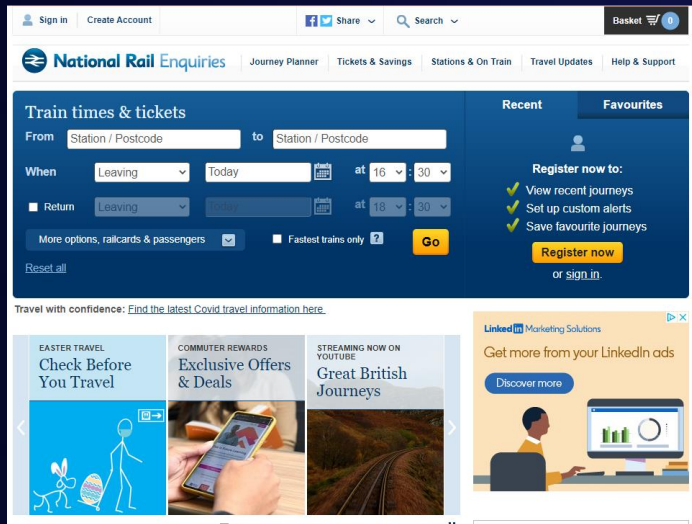 Sign in
Create Account
Share
Search
Basket 0
National Rail Enquiries
Journey Planner
Tickets & Savings
Stations & On Train
Travel Updates
Help & Support
Train times & tickets
From Station / Postcode to Station / Postcode
When Leaving Today at 16 : 30
Return Leaving Today at 18 : 30
More options, railcards & passengers
Fastest trains only ?
Go
Reset all
Recent
Favourites
Register now to:
View recent journeys
Set up custom alerts
Save favourite journeys
Register now
or sign in.
Travel with confidence: Find the latest Covid travel information here
EASTER TRAVEL
Check Before
You Travel
COMMUTER REWARDS
Exclusive Offers
& Deals
STREAMING NOW ON
YOUTUBE
Great British
Journeys
Linked in Marketing Solutions
Get more from your LinkedIn ads
Discover more